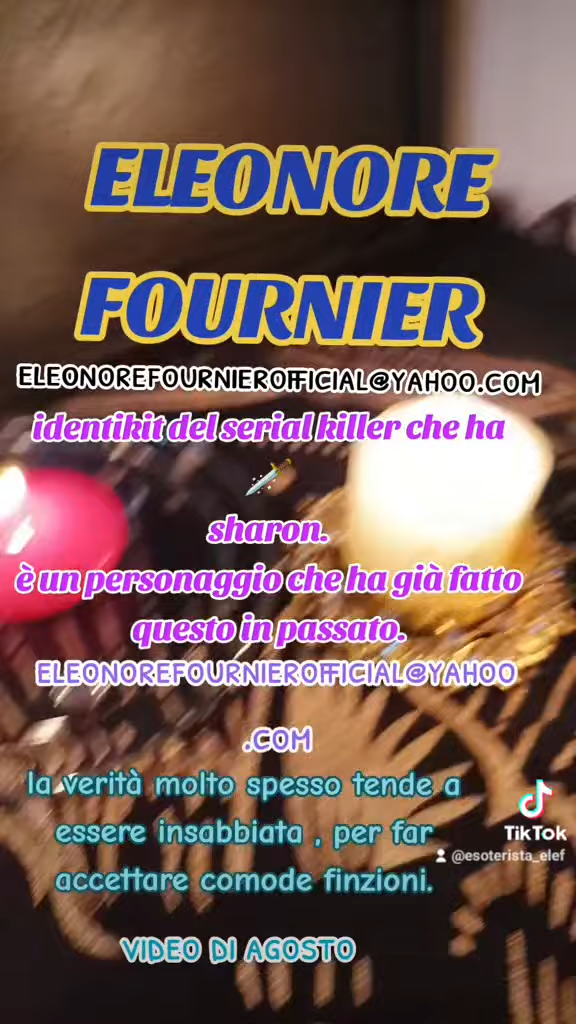 ELEONORE
FOURNIER
ELEONOREFOURNIEROFFICIAL@YAHOO.COM
identikit del serial killer che ha
🗡️
sharon.
è un personaggio che ha già fatto
questo in passato.
ELEONOREFOURNIEROFFICIAL@YAHOO
.COM
la verità molto spesso tende a
essere insabbiata , per far
accettare comode finzioni.
TikTok
@esoterista_elef
VIDEO DI AGOSTO